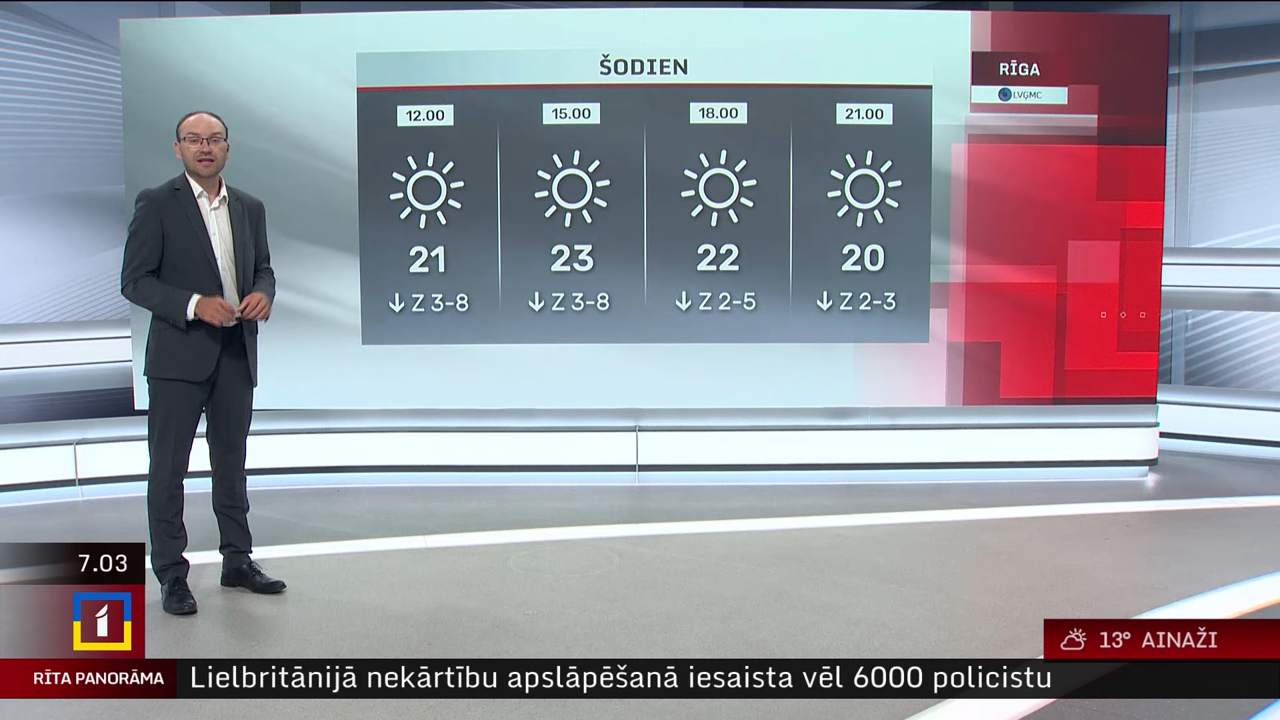 ŠODIEN
RĪGA
LVĢMC
12.00
15.00
18.00
21.00
21
23
22
20
Z 3-8
Z 3-8
Z 2-5
Z 2-3
7.03
1
13° AINAŽI
RĪTA PANORĀMA
Lielbritānijā nekārtību apslāpēšanā iesaista vēl 6000 policistu